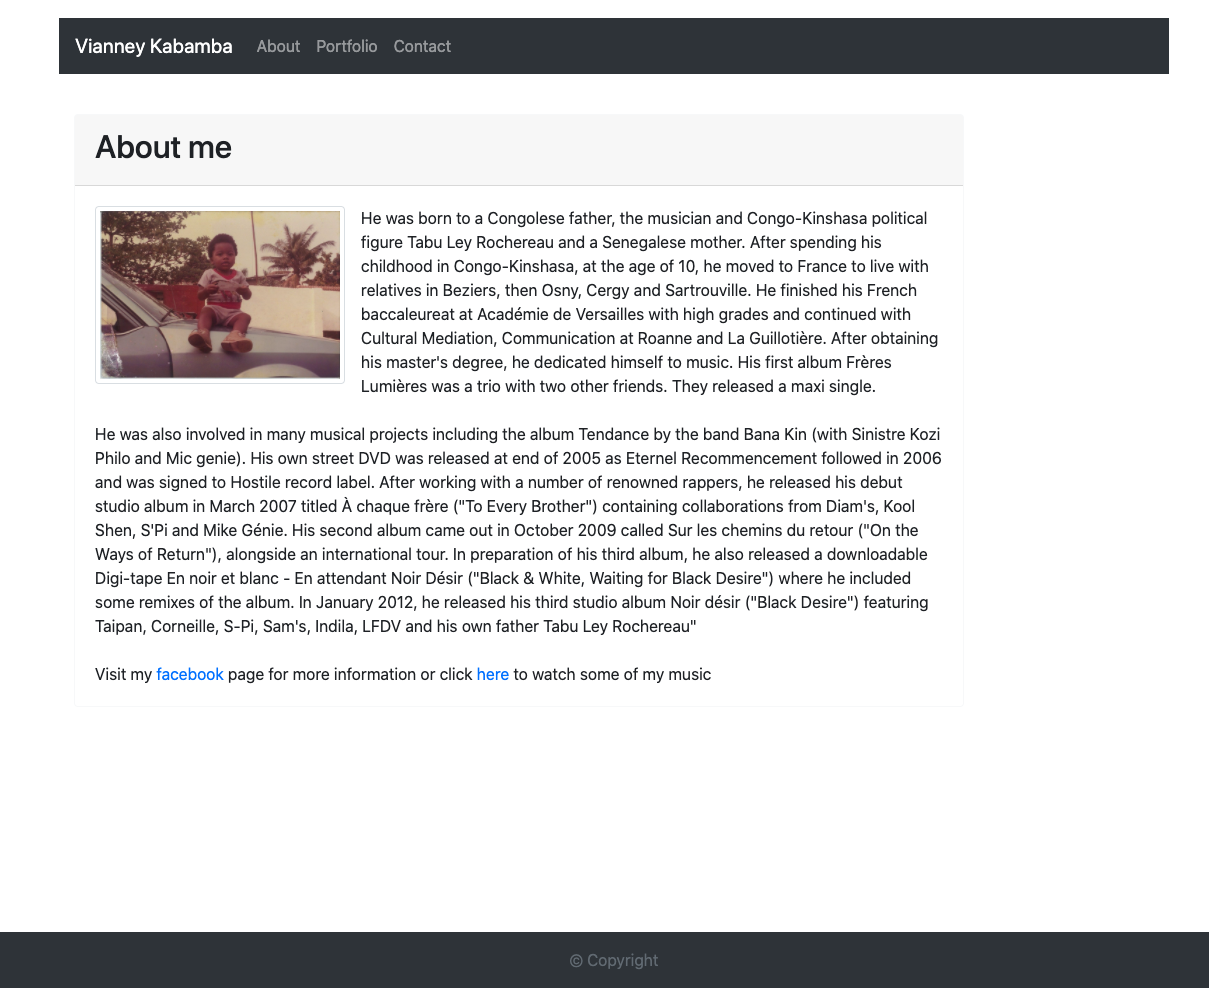 Vianney Kabamba About Portfolio Contact
About me
He was born to a Congolese father, the musician and Congo-Kinshasa political
figure Tabu Ley Rochereau and a Senegalese mother. After spending his
childhood in Congo-Kinshasa, at the age of 10, he moved to France to live with
relatives in Beziers, then Osny, Cergy and Sartrouville. He finished his French
baccaleureat at Académie de Versailles with high grades and continued with
Cultural Mediation, Communication at Roanne and La Guillotière. After obtaining
his master's degree, he dedicated himself to music. His first album Frères
Lumières was a trio with two other friends. They released a maxi single.
He was also involved in many musical projects including the album Tendance by the band Bana Kin (with Sinistre Kozi
Philo and Mic genie). His own street DVD was released at end of 2005 as Eternel Recommencement followed in 2006
and was signed to Hostile record label. After working with a number of renowned rappers, he released his debut
studio album in March 2007 titled À chaque frère ("To Every Brother") containing collaborations from Diam's, Kool
Shen, S'Pi and Mike Génie. His second album came out in October 2009 called Sur les chemins du retour ("On the
Ways of Return"), alongside an international tour. In preparation of his third album, he also released a downloadable
Digi-tape En noir et blanc - En attendant Noir Désir ("Black & White, Waiting for Black Desire") where he included
some remixes of the album. In January 2012, he released his third studio album Noir désir ("Black Desire") featuring
Taipan, Corneille, S-Pi, Sam's, Indila, LFDV and his own father Tabu Ley Rochereau"
Visit my facebook page for more information or click here to watch some of my music
© Copyright